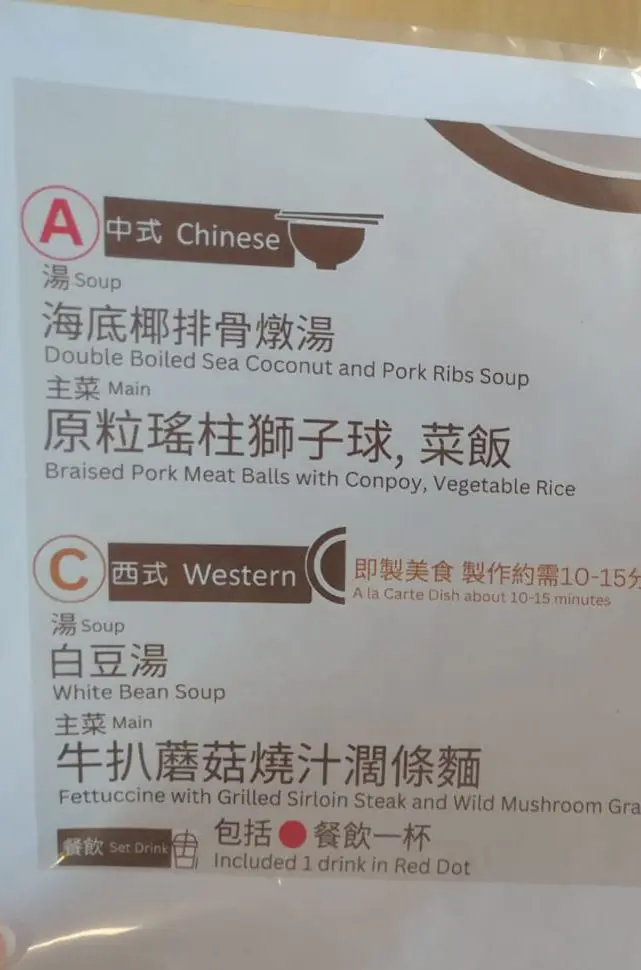 A 中式 Chinese
湯 Soup
海底椰排骨燉湯
Double Boiled Sea Coconut and Pork Ribs Soup
主菜 Main
原粒瑤柱獅子球, 菜飯
Braised Pork Meat Balls with Conpoy, Vegetable Rice
C 西式 Western
即製美食 製作約需10-15分
A la Carte Dish about 10-15 minutes
湯 Soup
白豆湯
White Bean Soup
主菜 Main
牛扒蘑菇燒汁濶條麵
Fettuccine with Grilled Sirloin Steak and Wild Mushroom Gra
餐飲 Set Drink 包括 餐飲一杯
Included 1 drink in Red Dot